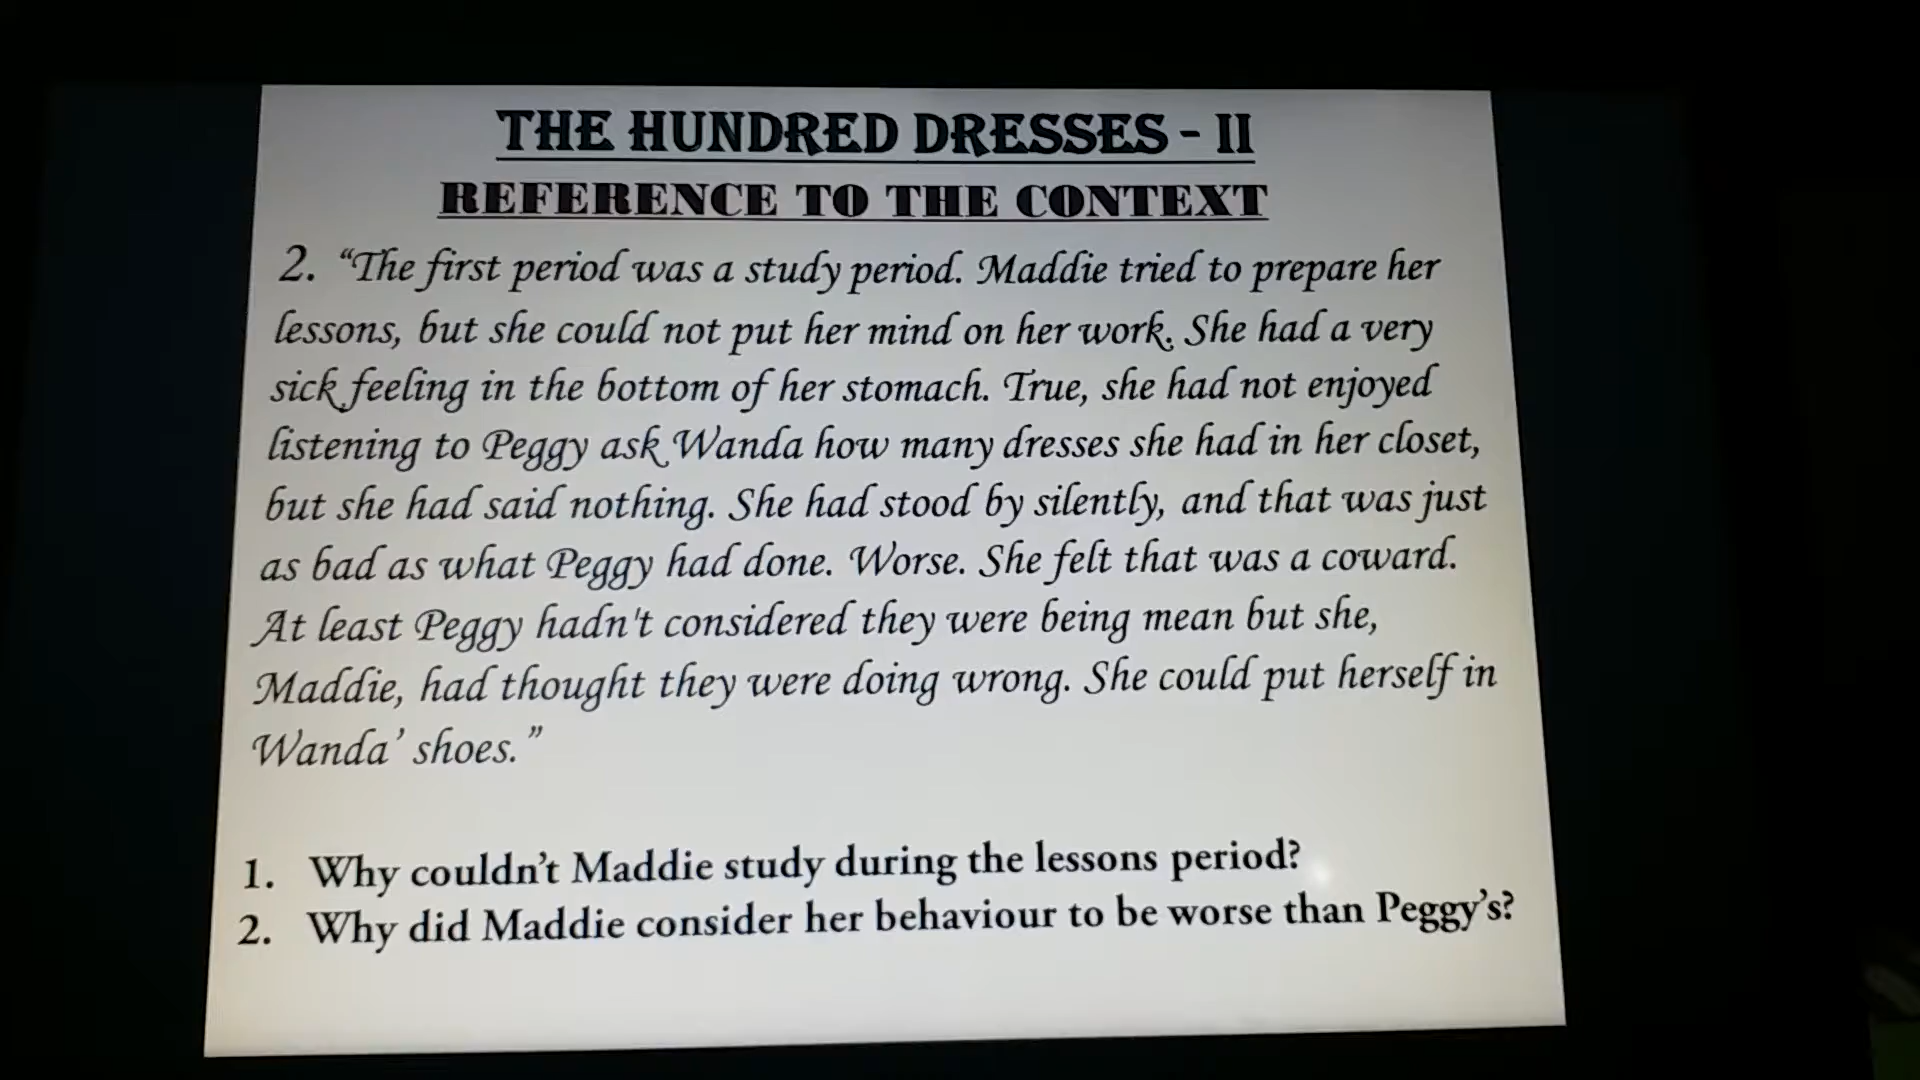 THE HUNDRED DRESSES - II
REFERENCE TO THE CONTEXT
2. “The first period was a study period. Maddie tried to prepare her
lessons, but she could not put her mind on her work. She had a very
sick feeling in the bottom of her stomach. True, she had not enjoyed
listening to Peggy ask Wanda how many dresses she had in her closet,
but she had said nothing. She had stood by silently, and that was just
as bad as what Peggy had done. Worse. She felt that was a coward.
At least Peggy hadn't considered they were being mean but she,
Maddie, had thought they were doing wrong. She could put herself in
Wanda’ shoes.”
1. Why couldn’t Maddie study during the lessons period?
2. Why did Maddie consider her behaviour to be worse than Peggy’s?